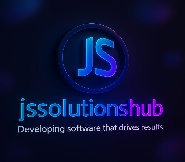 JS
jssolutionshub
Developing software that drives results